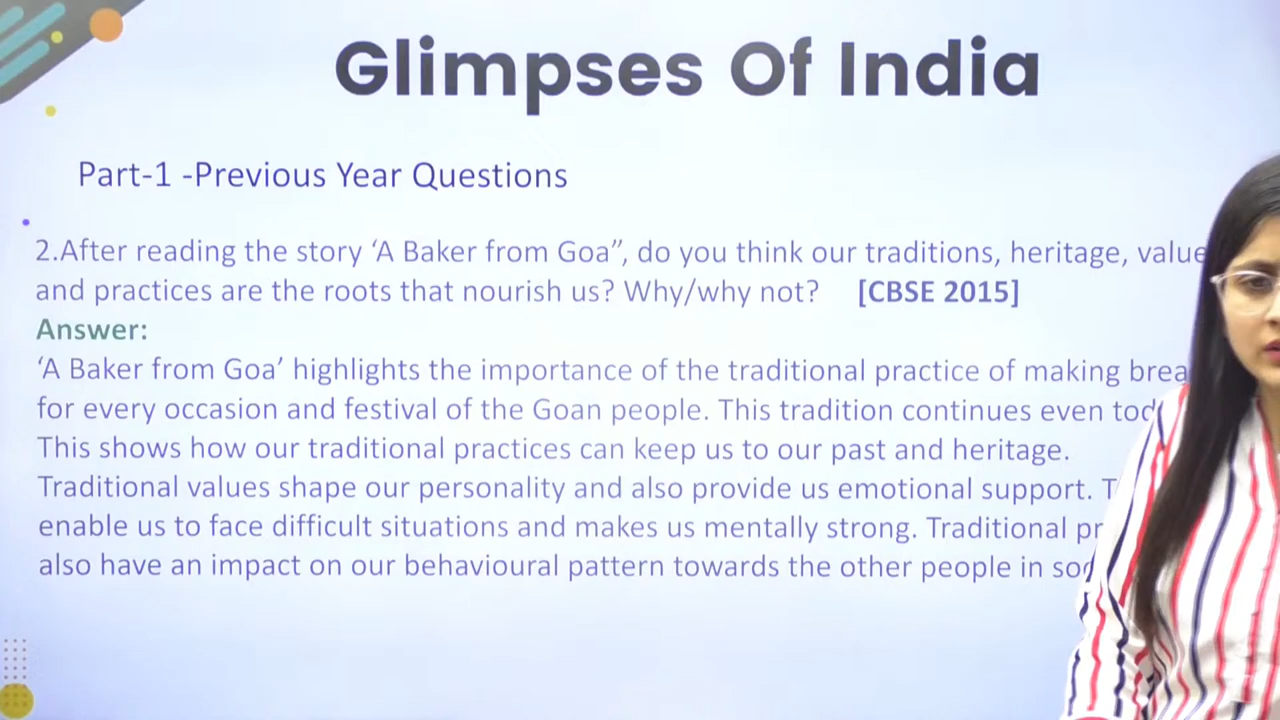 Glimpses Of India
Part-1 -Previous Year Questions
2.After reading the story ‘A Baker from Goa”, do you think our traditions, heritage,
and practices are the roots that nourish us? Why/why not? [CBSE 2015]
Answer:
‘A Baker from Goa’ highlights the importance of the traditional practice of making
for every occasion and festival of the Goan people. This tradition continues even
This shows how our traditional practices can keep us to our past and heritage.
Traditional values shape our personality and also provide us emotional support.
enable us to face difficult situations and makes us mentally strong. Traditional
also have an impact on our behavioural pattern towards the other people in